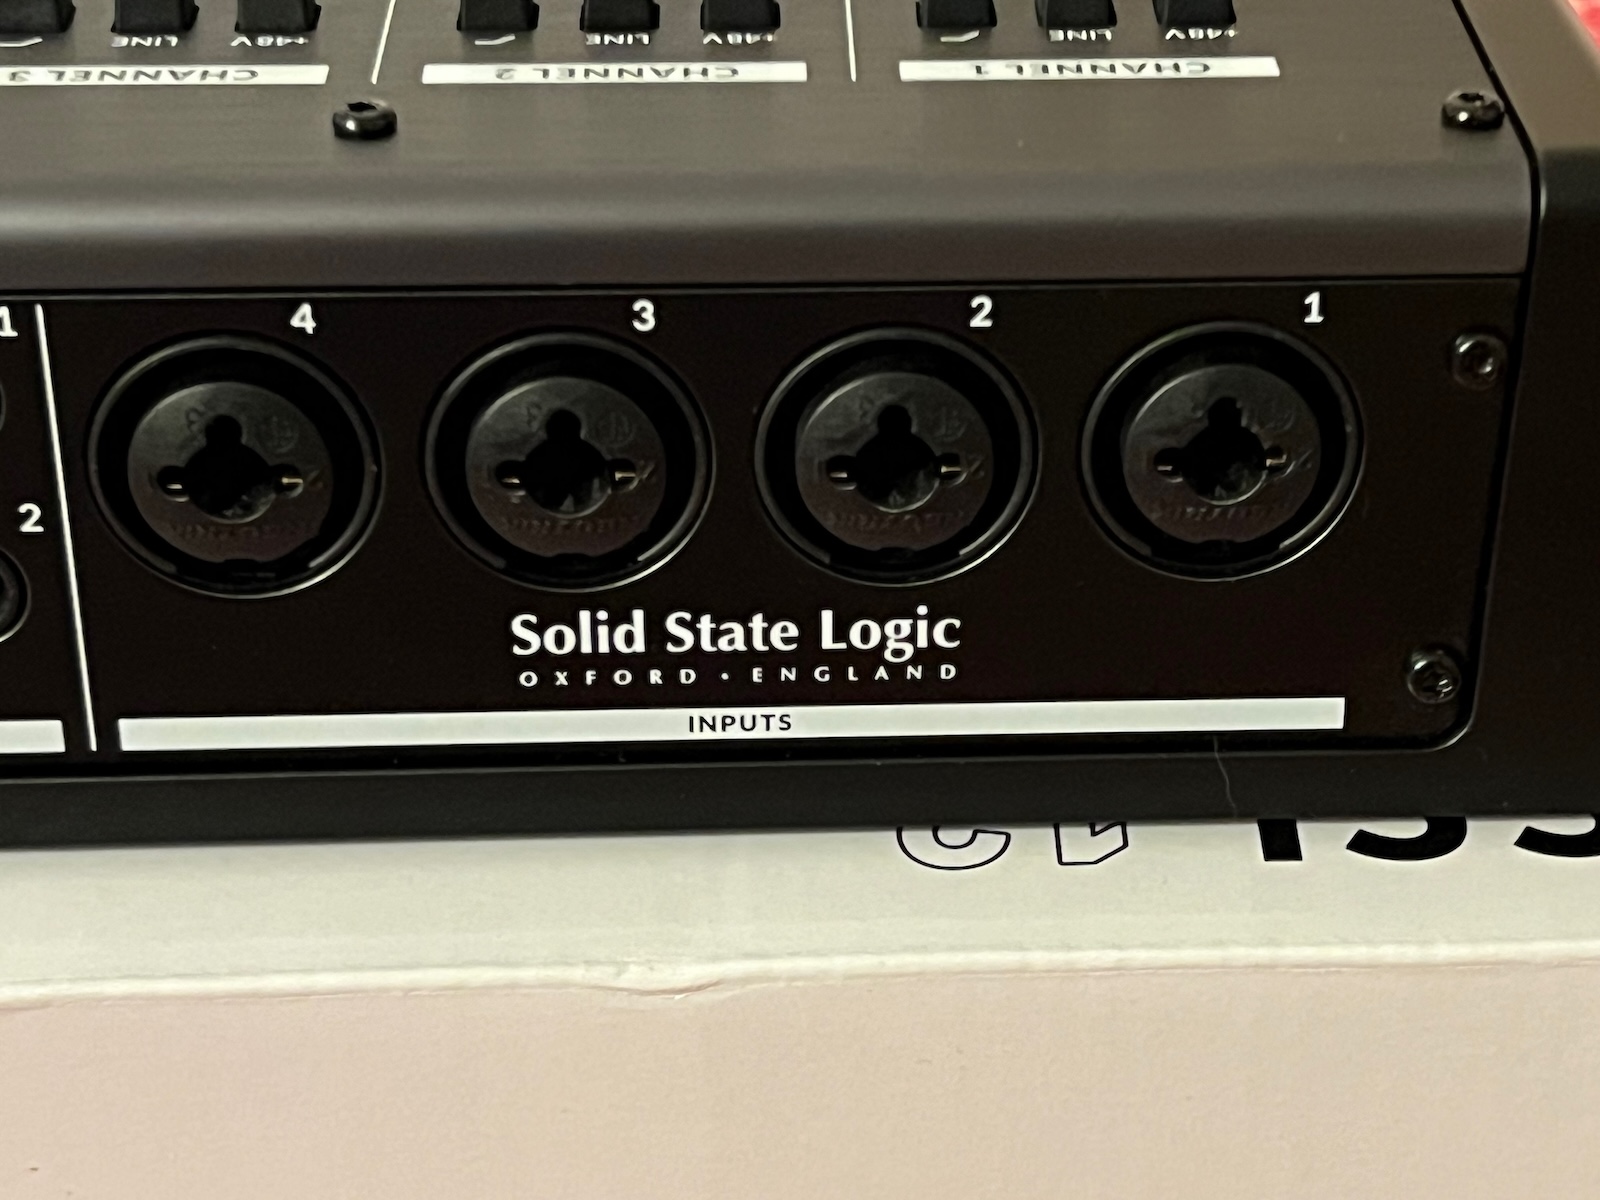 +48V LINE
CHANNEL 1
+48V LINE
CHANNEL 2
+48V LINE
CHANNEL 3
1
4
3
2
1
2
Solid State Logic
OXFORD • ENGLAND
INPUTS